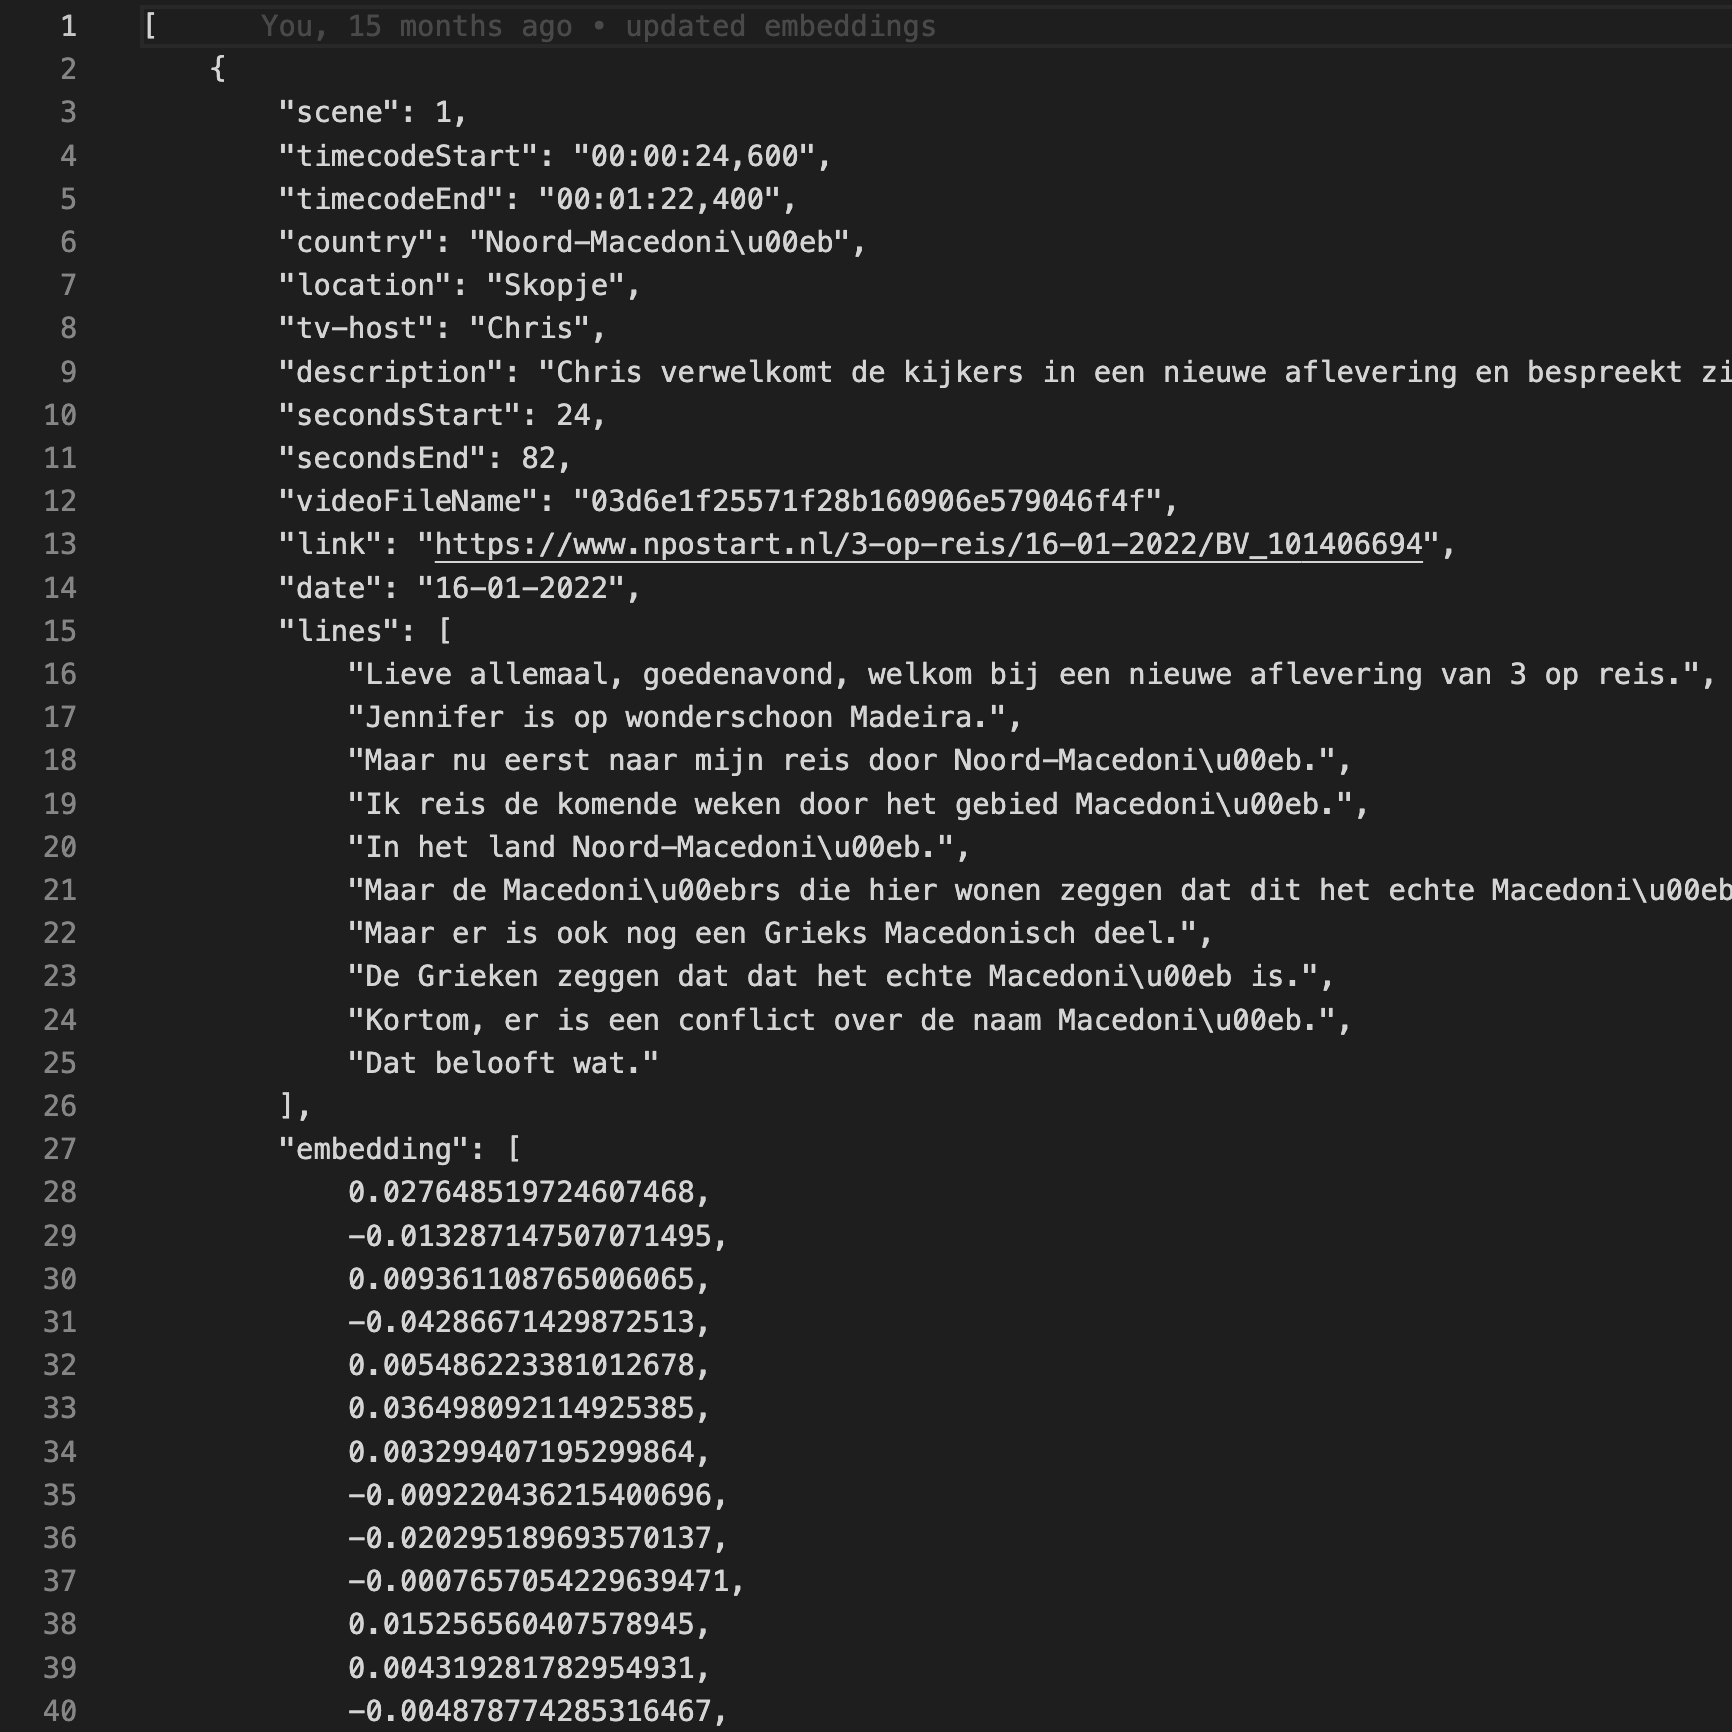 1 [ You, 15 months ago • updated embeddings
2 {
3 "scene": 1,
4 "timecodeStart": "00:00:24,600",
5 "timecodeEnd": "00:01:22,400",
6 "country": "Noord-Macedoni\u00eb",
7 "location": "Skopje",
8 "tv-host": "Chris",
9 "description": "Chris verwelkomt de kijkers in een nieuwe aflevering en bespreekt zi
10 "secondsStart": 24,
11 "secondsEnd": 82,
12 "videoFileName": "03d6e1f25571f28b160906e579046f4f",
13 "link": "https://www.npostart.nl/3-op-reis/16-01-2022/BV_101406694",
14 "date": "16-01-2022",
15 "lines": [
16 "Lieve allemaal, goedenavond, welkom bij een nieuwe aflevering van 3 op reis.",
17 "Jennifer is op wonderschoon Madeira.",
18 "Maar nu eerst naar mijn reis door Noord-Macedoni\u00eb.",
19 "Ik reis de komende weken door het gebied Macedoni\u00eb.",
20 "In het land Noord-Macedoni\u00eb.",
21 "Maar de Macedoni\u00ebrs die hier wonen zeggen dat dit het echte Macedoni\u00eb
22 "Maar er is ook nog een Grieks Macedonisch deel.",
23 "De Grieken zeggen dat dat het echte Macedoni\u00eb is.",
24 "Kortom, er is een conflict over de naam Macedoni\u00eb.",
25 "Dat belooft wat."
26 ],
27 "embedding": [
28 0.027648519724607468,
29 -0.013287147507071495,
30 0.009361108765006065,
31 -0.04286671429872513,
32 0.005486223381012678,
33 0.036498092114925385,
34 0.003299407195299864,
35 -0.009220436215400696,
36 -0.020295189693570137,
37 -0.0007657054229639471,
38 0.015256560407578945,
39 0.004319281782954931,
40 -0.004878774285316467,